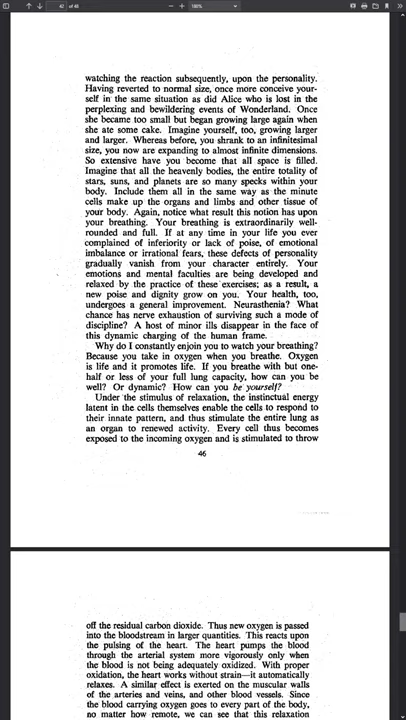 42 of 45
180%
watching the reaction subsequently, upon the personality.
Having reverted to normal size, once more conceive your-
self in the same situation as did Alice who is lost in the
perplexing and bewildering events of Wonderland. Once
she became too small but began growing large again when
she ate some cake. Imagine yourself, too, growing larger
and larger. Whereas before, you shrank to an infinitesimal
size, you now are expanding to almost infinite dimensions.
So extensive have you become that all space is filled.
Imagine that all the heavenly bodies, the entire totality of
stars, suns, and planets are so many specks within your
body. Include them all in the same way as the minute
cells make up the organs and limbs and other tissue of
your body. Again, notice what result this notion has upon
your breathing. Your breathing is extraordinarily well-
rounded and full. If at any time in your life you ever
complained of inferiority or lack of poise, of emotional
imbalance or irrational fears, these defects of personality
gradually vanish from your character entirely. Your
emotions and mental faculties are being developed and
relaxed by the practice of these exercises; as a result, a
new poise and dignity grow on you. Your health, too,
undergoes a general improvement. Neurasthenia? What
chance has nerve exhaustion of surviving such a mode of
discipline? A host of minor ills disappear in the face of
this dynamic charging of the human frame.
Why do I constantly enjoin you to watch your breathing?
Because you take in oxygen when you breathe. Oxygen
is life and it promotes life. If you breathe with but one-
half or less of your full lung capacity, how can you be
well? Or dynamic? How can you be yourself?
Under the stimulus of relaxation, the instinctual energy
latent in the cells themselves enable the cells to respond to
their innate pattern, and thus stimulate the entire lung as
an organ to renewed activity. Every cell thus becomes
exposed to the incoming oxygen and is stimulated to throw
46
off the residual carbon dioxide. Thus new oxygen is passed
into the bloodstream in larger quantities. This reacts upon
the pulsing of the heart. The heart pumps the blood
through the arterial system more vigorously only when
the blood is not being adequately oxidized. With proper
oxidation, the heart works without strain—it automatically
relaxes. A similar effect is exerted on the muscular walls
of the arteries and veins, and other blood vessels. Since
the blood carrying oxygen goes to every part of the body,
no matter how remote, we can see that this relaxation